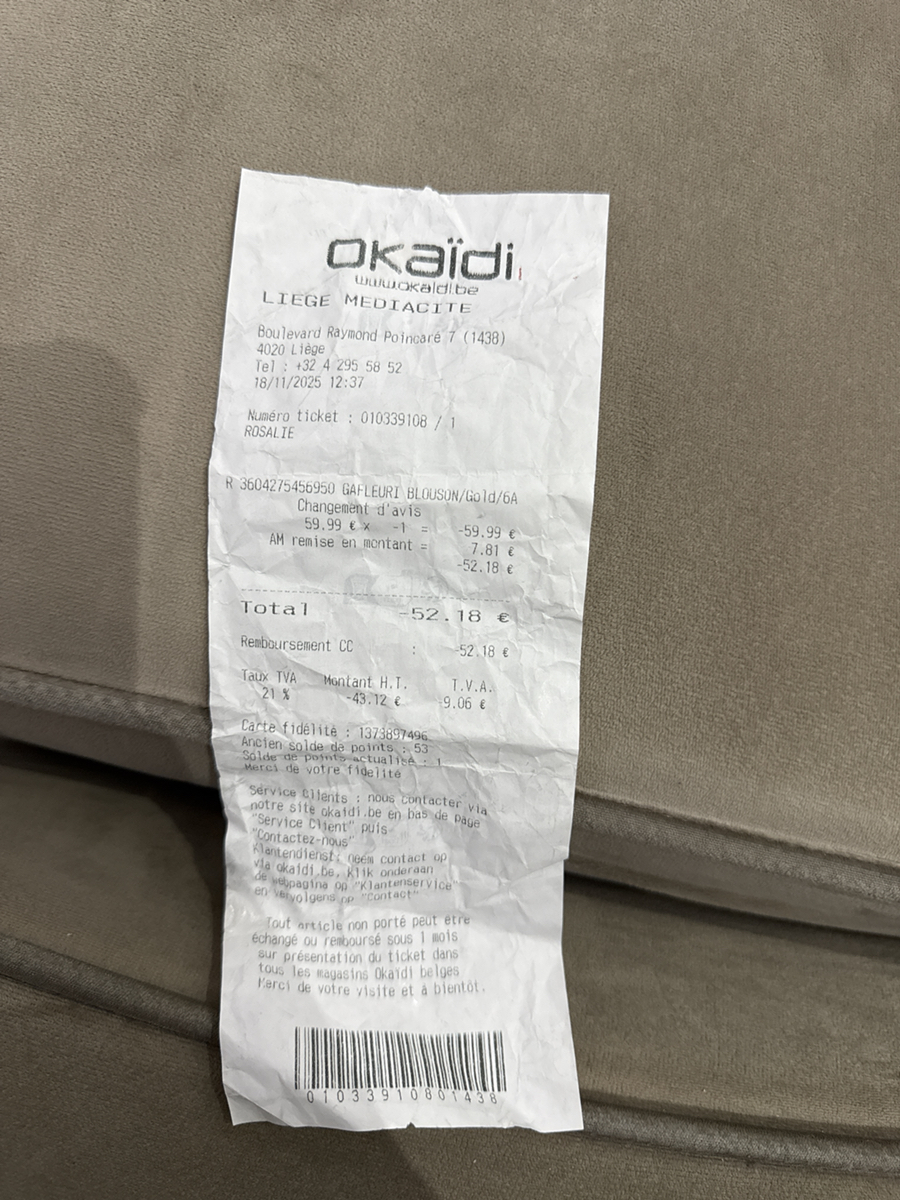 okaïdi
www.okaidi.be
LIEGE MEDIACITE
Boulevard Raymond Poincaré 7 (1438)
4020 Liège
Tel : +32 4 295 58 52
18/11/2025 12:37
Numéro ticket : 010339108 / 1
ROSALIE
R 3604275456950 GAFLEURI BLOUSON/Gold/6A
Changement d'avis
59.99 € x -1 = -59.99 €
AM remise en montant = 7.81 €
-52.18 €
Total -52.18 €
Remboursement CC : -52.18 €
Taux TVA Montant H.T. T.V.A.
21 % -43.12 € -9.06 €
Carte fidélité : 1373897496
Ancien solde de points : 53
Solde de points actualisé : 1
Merci de votre fidelité
Service Clients : nous contacter via
notre site okaidi.be en bas de page
"Service Client" puis
"Contactez-nous"
Klantendienst: neem contact op
via okaidi.be, klik onderaan
de webpagina op "Klantenservice"
en vervolgens op "Contact"
Tout article non porté peut etre
échangé ou remboursé sous 1 mois
sur présentation du ticket dans
tous les magasins Okaïdi belges
Merci de votre visite et à bientôt.
01033910801438